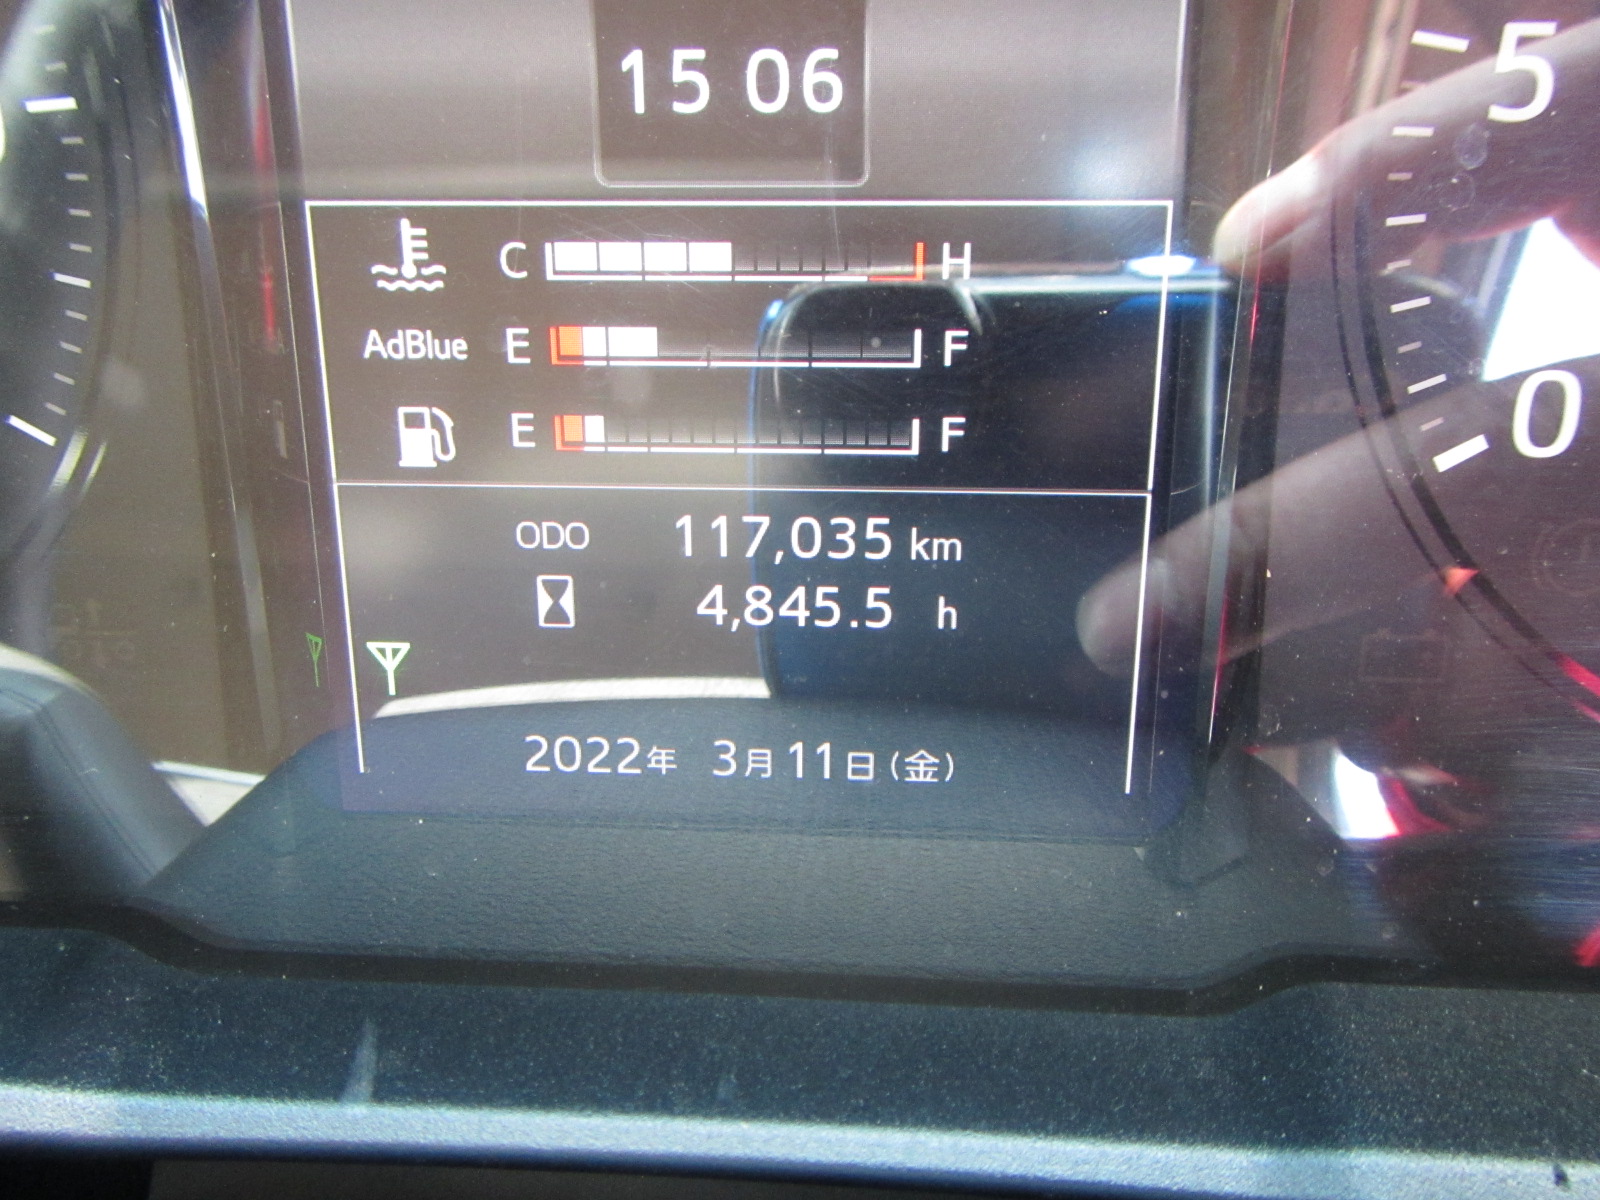 15 06
5
C H
AdBlue E F
0
E F
ODO 117,035 km
4,845.5 h
2022年 3月11日(金)